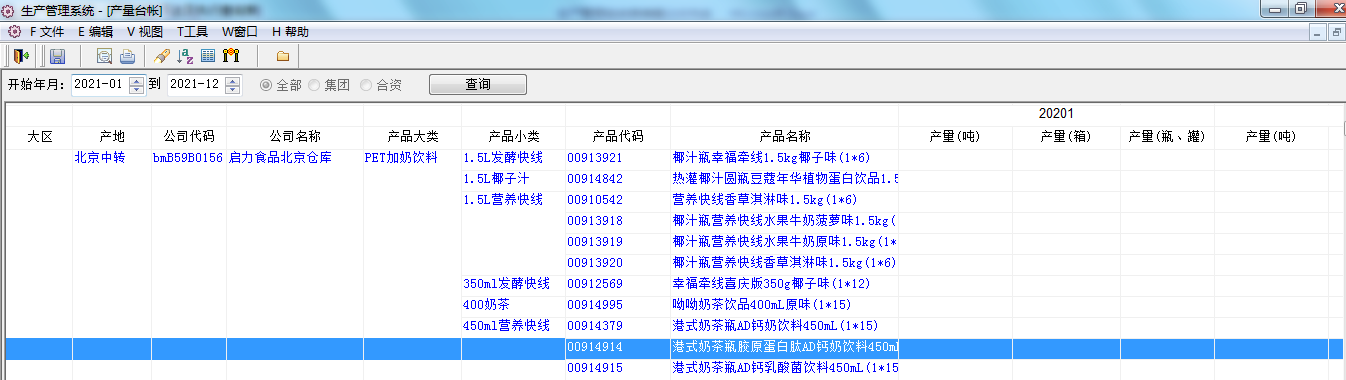 生产管理系统 - [产量台帐]
F 文件 E 编辑 V 视图 T工具 W窗口 H 帮助
开始年月: 2021-01 到 2021-12 全部 集团 合资 查询
20201
大区 产地 公司代码 公司名称 产品大类 产品小类 产品代码 产品名称 产量(吨) 产量(箱) 产量(瓶、罐) 产量(吨)
北京中转 bmB59B0156 启力食品北京仓库 PET加奶饮料 1.5L发酵快线 00913921 椰汁瓶幸福牵线1.5kg椰子味(1*6)
1.5L椰子汁 00914842 热灌椰汁圆瓶豆蔻年华植物蛋白饮品1.5
1.5L营养快线 00910542 营养快线香草淇淋味1.5kg(1*6)
00913918 椰汁瓶营养快线水果牛奶菠萝味1.5kg(
00913919 椰汁瓶营养快线水果牛奶原味1.5kg(1*
00913920 椰汁瓶营养快线香草淇淋味1.5kg(1*6)
350ml发酵快线 00912569 幸福牵线喜庆版350g椰子味(1*12)
400奶茶 00914995 呦呦奶茶饮品400mL原味(1*15)
450ml营养快线 00914379 港式奶茶瓶AD钙奶饮料450mL(1*15)
00914914 港式奶茶瓶胶原蛋白肽AD钙奶饮料450m
00914915 港式奶茶瓶AD钙乳酸菌饮料450mL(1*15